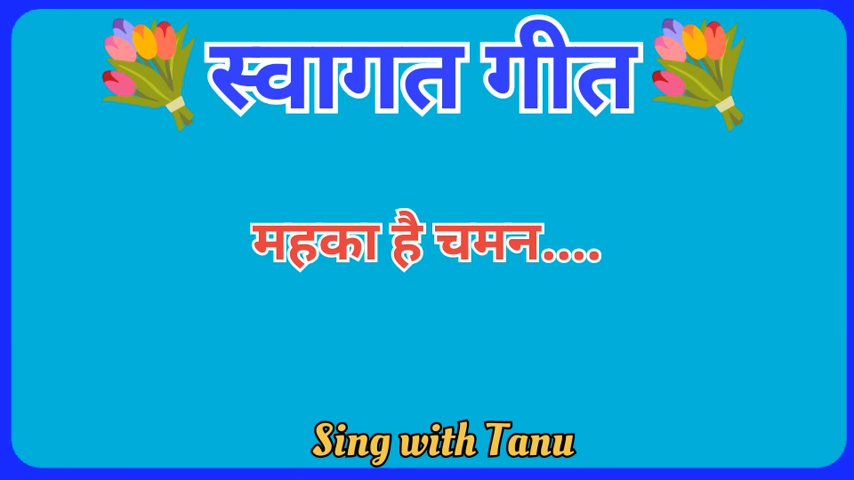 स्वागत गीत
महका है चमन....
Sing with Tanu